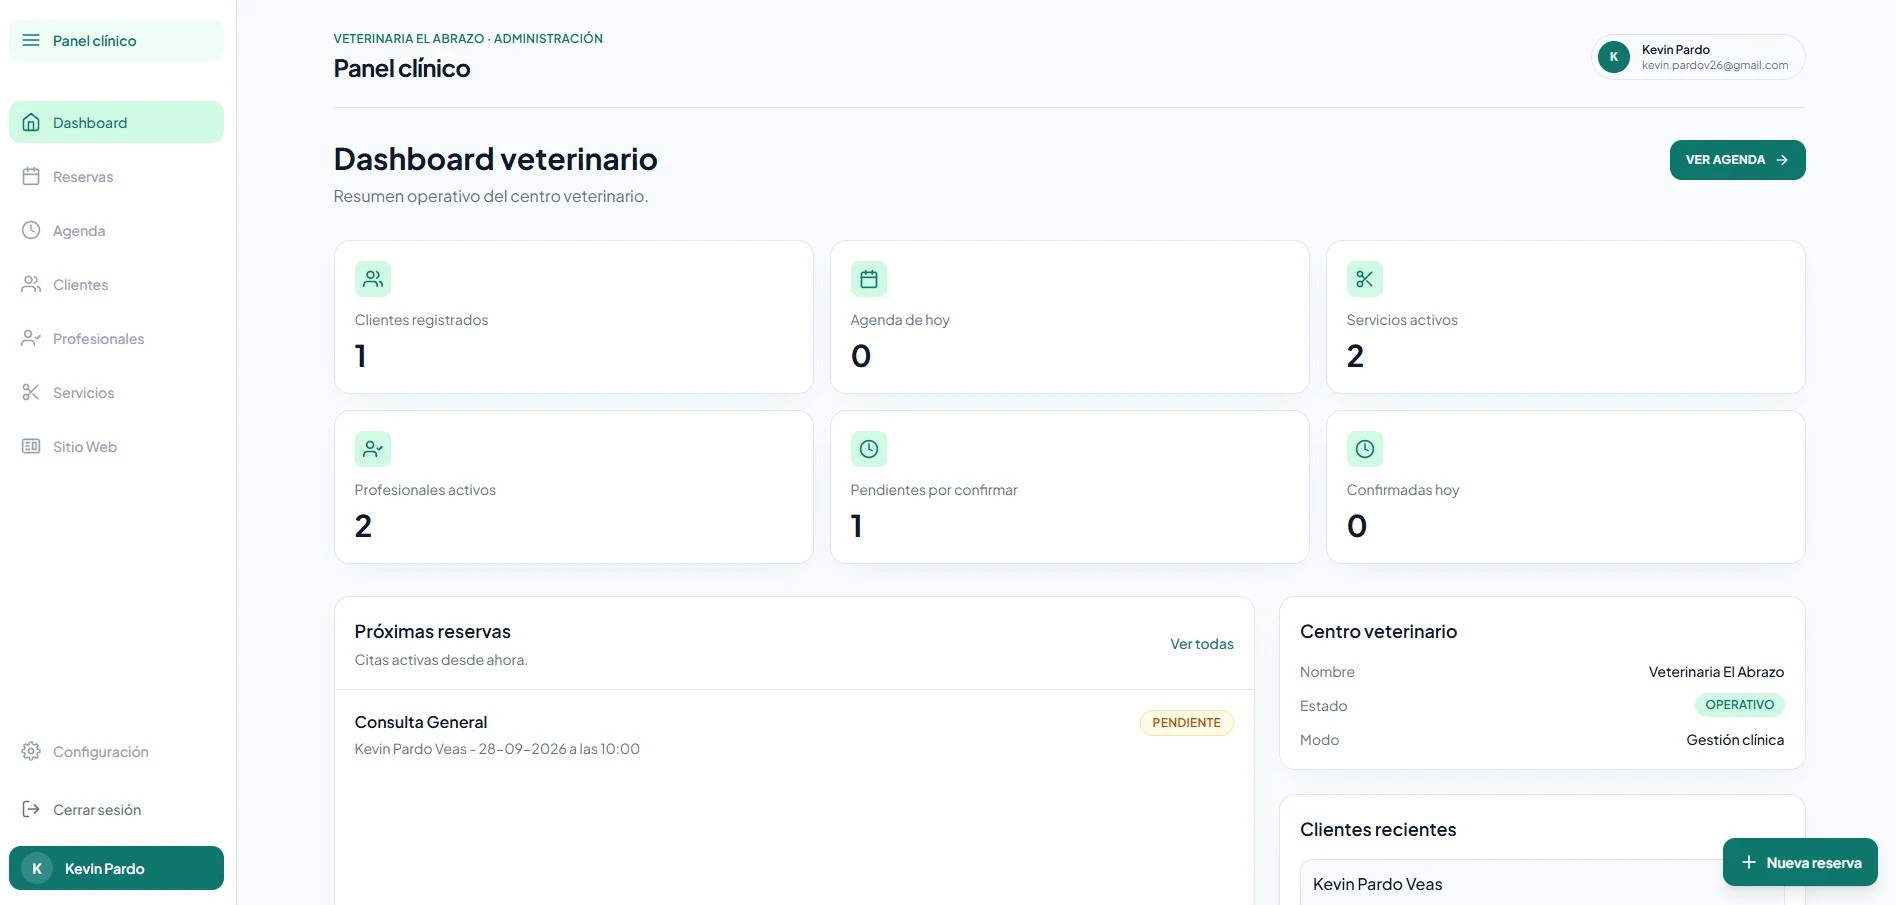 Panel clínico
Dashboard
Reservas
Agenda
Clientes
Profesionales
Servicios
Sitio Web
Configuración
Cerrar sesión
K
Kevin Pardo
VETERINARIA EL ABRAZO · ADMINISTRACIÓN
Panel clínico
K
Kevin Pardo
kevin.pardov26@gmail.com
Dashboard veterinario
Resumen operativo del centro veterinario.
VER AGENDA
Clientes registrados
1
Agenda de hoy
0
Servicios activos
2
Profesionales activos
2
Pendientes por confirmar
1
Confirmadas hoy
0
Próximas reservas
Citas activas desde ahora.
Ver todas
Consulta General
Kevin Pardo Veas - 28-09-2026 a las 10:00
PENDIENTE
Centro veterinario
Nombre Veterinaria El Abrazo
Estado OPERATIVO
Modo Gestión clínica
Clientes recientes
Kevin Pardo Veas
Nueva reserva